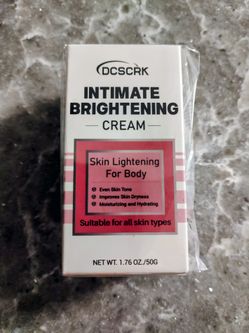 DCSCRK
INTIMATE
BRIGHTENING
CREAM
Skin Lightening
For Body
Even Skin Tone
Improves Skin Dryness
Moisturizing and Hydrating
Suitable for all skin types
NET WT. 1.76 OZ./50G